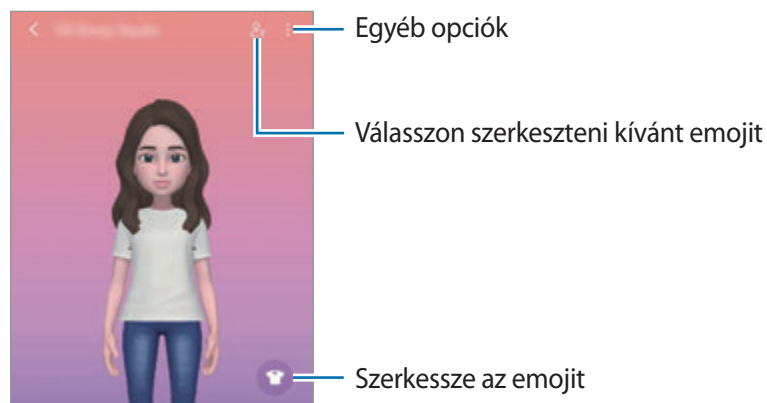 Egyéb opciók
Válasszon szerkeszteni kívánt emojit
Szerkessze az emojit